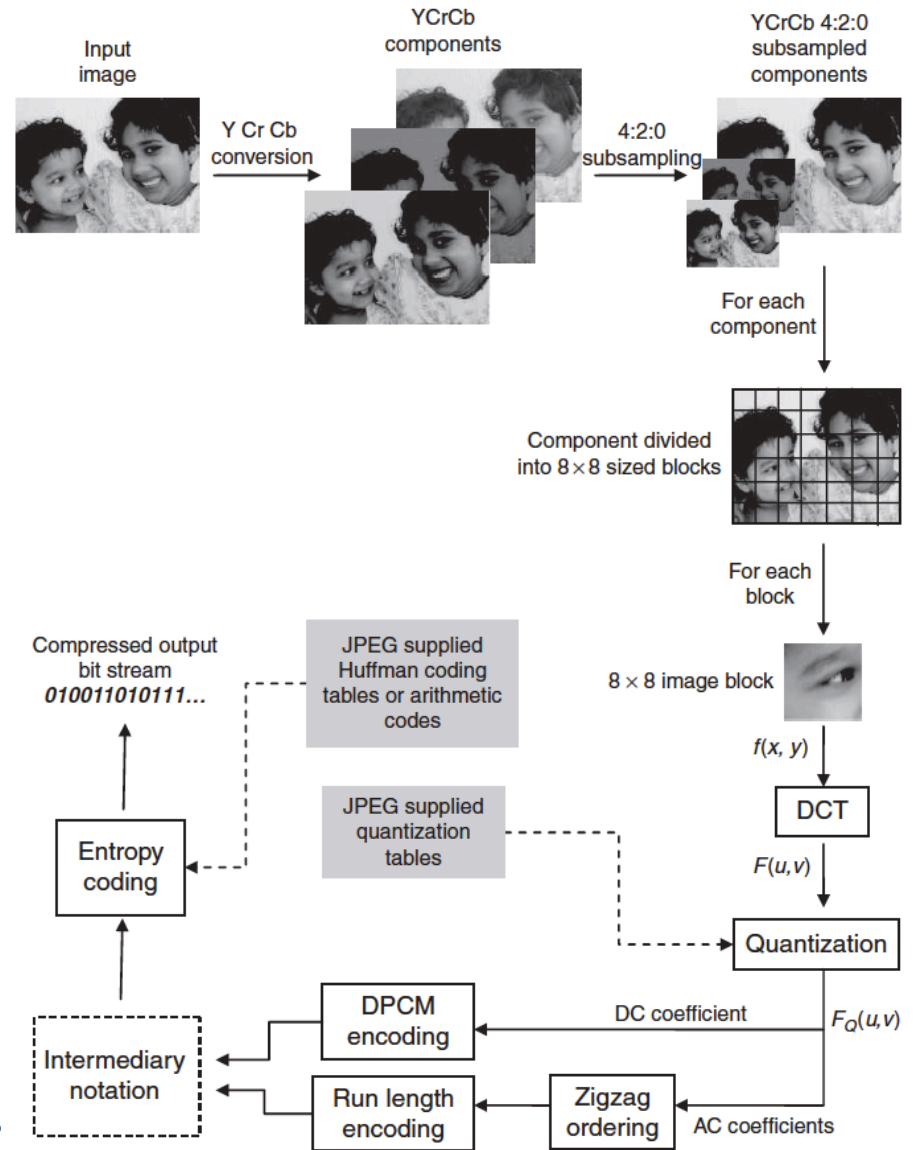 Input
image
Y Cr Cb
conversion
YCrCb
components
4:2:0
subsampling
YCrCb 4:2:0
subsampled
components
For each
component
Component divided
into 8×8 sized blocks
For each
block
8 × 8 image block
f(x, y)
DCT
F(u,v)
Quantization
JPEG supplied
Huffman coding
tables or arithmetic
codes
JPEG supplied
quantization
tables
F_Q(u,v)
DC coefficient
AC coefficients
DPCM
encoding
Zigzag
ordering
Run length
encoding
Intermediary
notation
Entropy
coding
Compressed output
bit stream
010011010111...